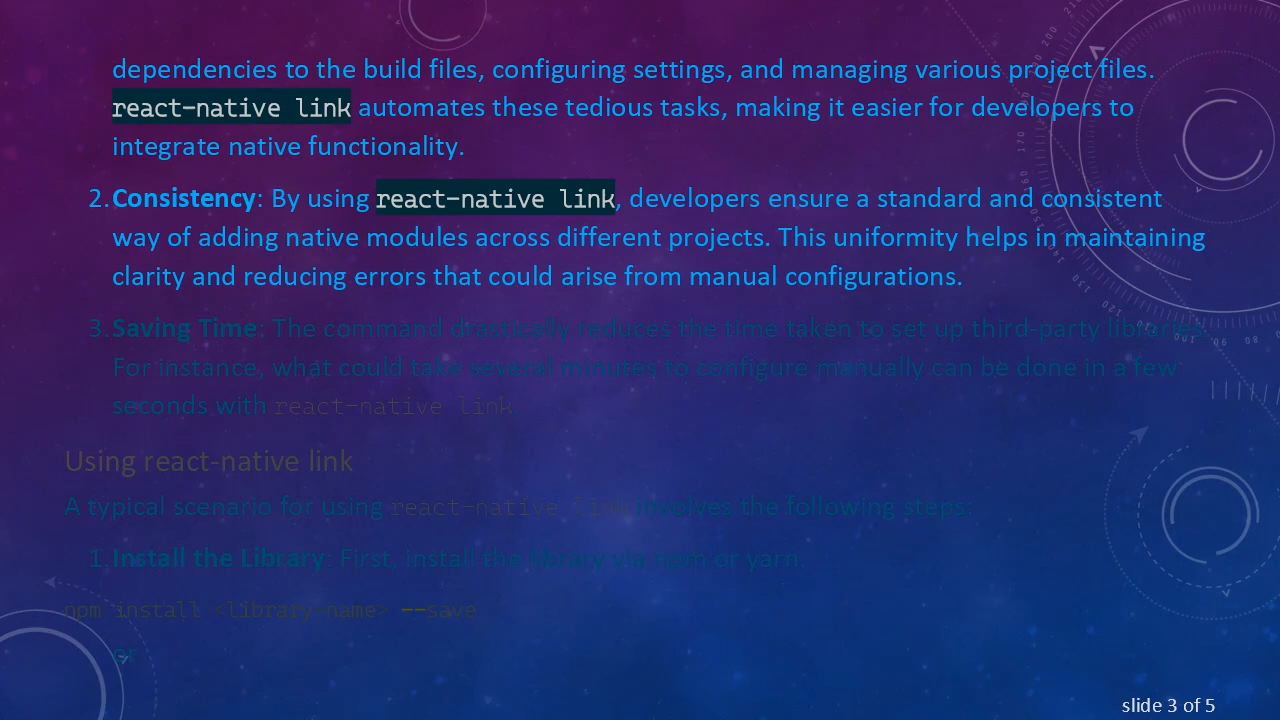 dependencies to the build files, configuring settings, and managing various project files.
react-native link automates these tedious tasks, making it easier for developers to
integrate native functionality.
2. Consistency: By using react-native link, developers ensure a standard and consistent
way of adding native modules across different projects. This uniformity helps in maintaining
clarity and reducing errors that could arise from manual configurations.
3. Saving Time: The command drastically reduces the time taken to set up third-party libraries.
For instance, what could take several minutes to configure manually can be done in a few
seconds with react-native link.
Using react-native link
A typical scenario for using react-native link involves the following steps:
1. Install the Library: First, install the library via npm or yarn.
npm install <library-name> --save
or
slide 3 of 5